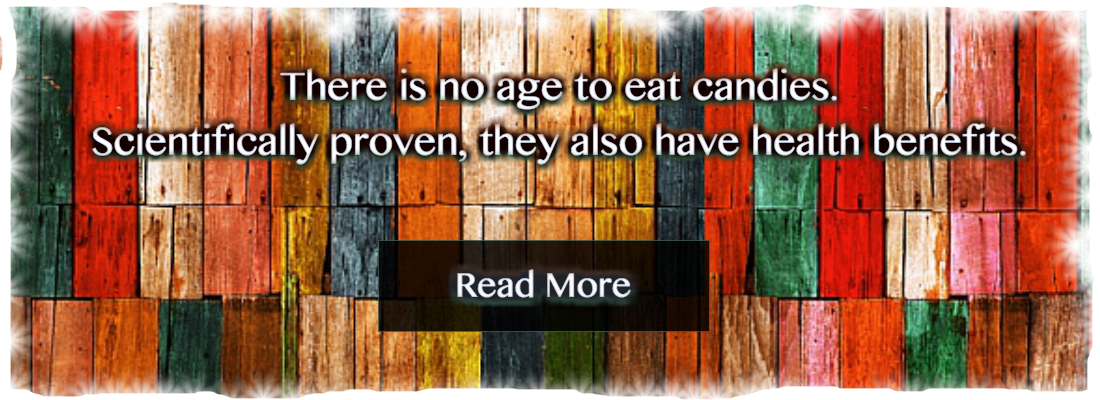 There is no age to eat candies.
Scientifically proven, they also have health benefits.
Read More